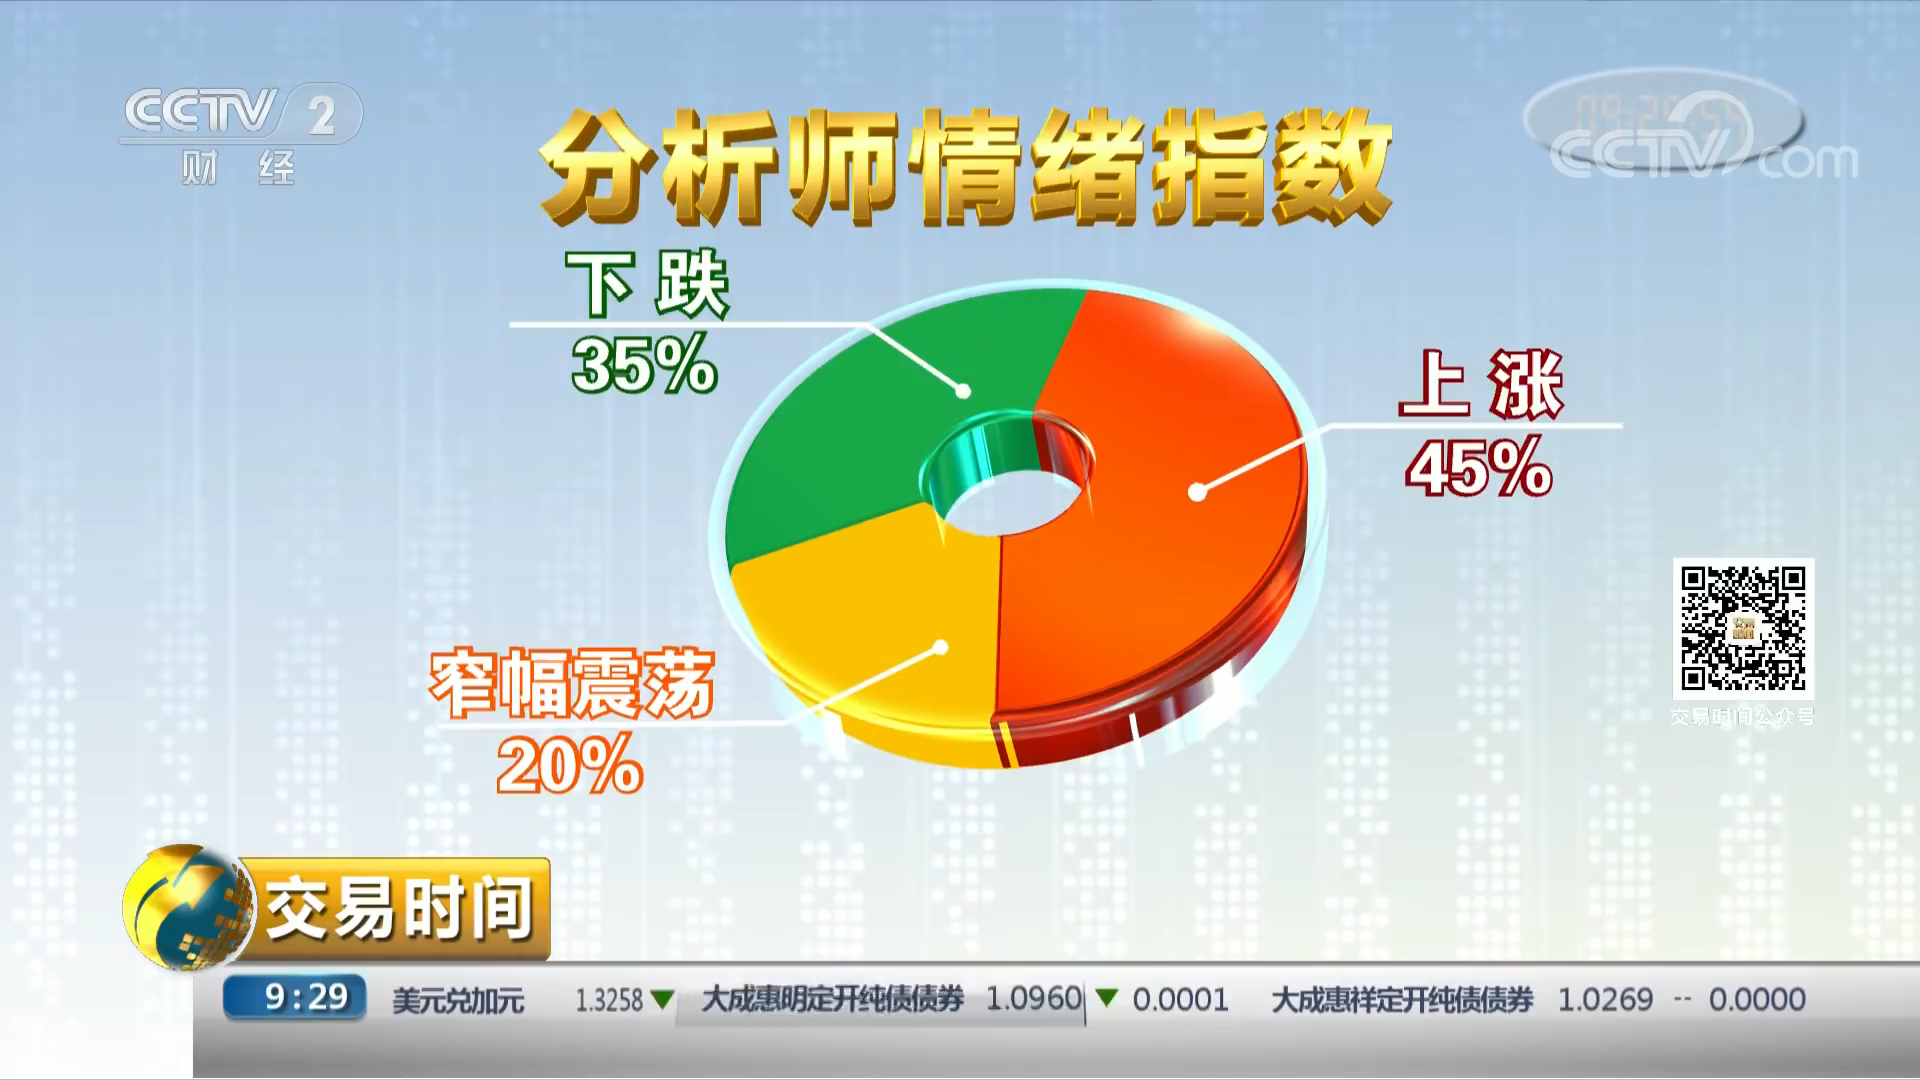 CCTV 2
财 经
分析师情绪指数
CCTV.com
下 跌
35%
上 涨
45%
窄幅震荡
20%
交易时间公众号
交易时间
9:29 美元兑加元 1.3258 ▼ 大成惠明定开纯债债券 1.0960 ▼ 0.0001 大成惠祥定开纯债债券 1.0269 -- 0.0000